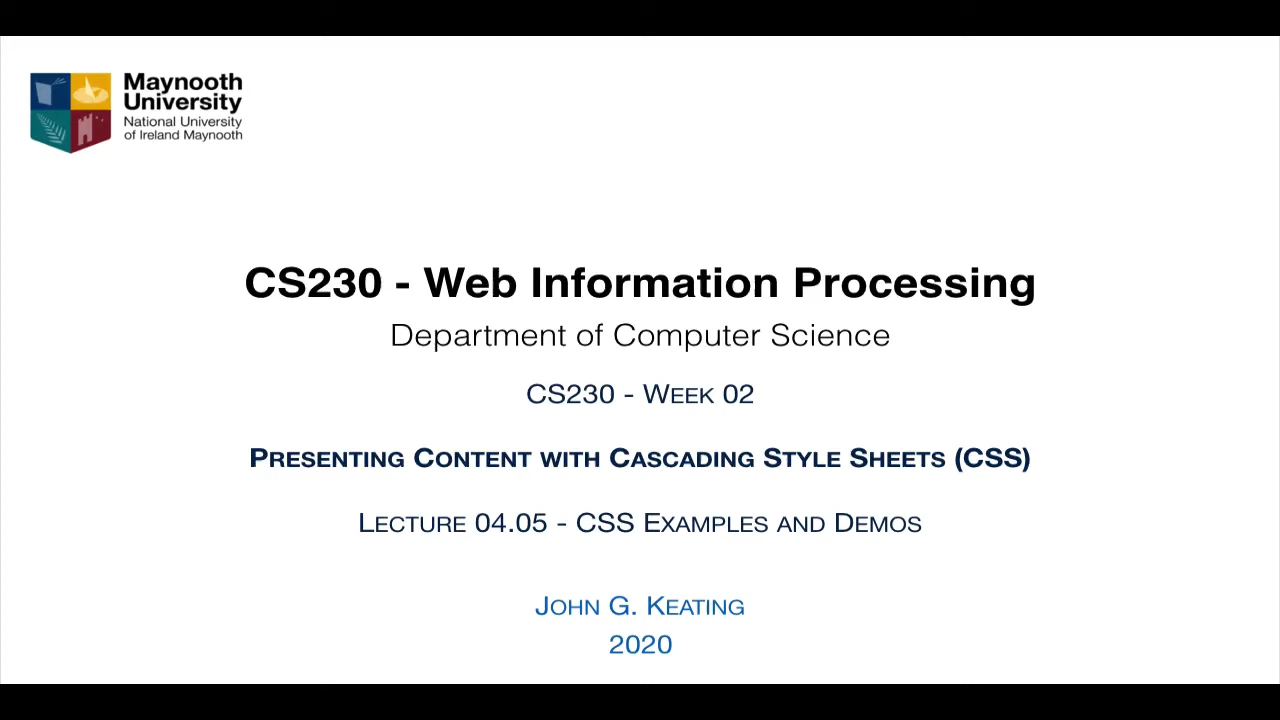 Maynooth
University
National University
of Ireland Maynooth
CS230 - Web Information Processing
Department of Computer Science
CS230 - Week 02
Presenting Content with Cascading Style Sheets (CSS)
Lecture 04.05 - CSS Examples and Demos
John G. Keating
2020